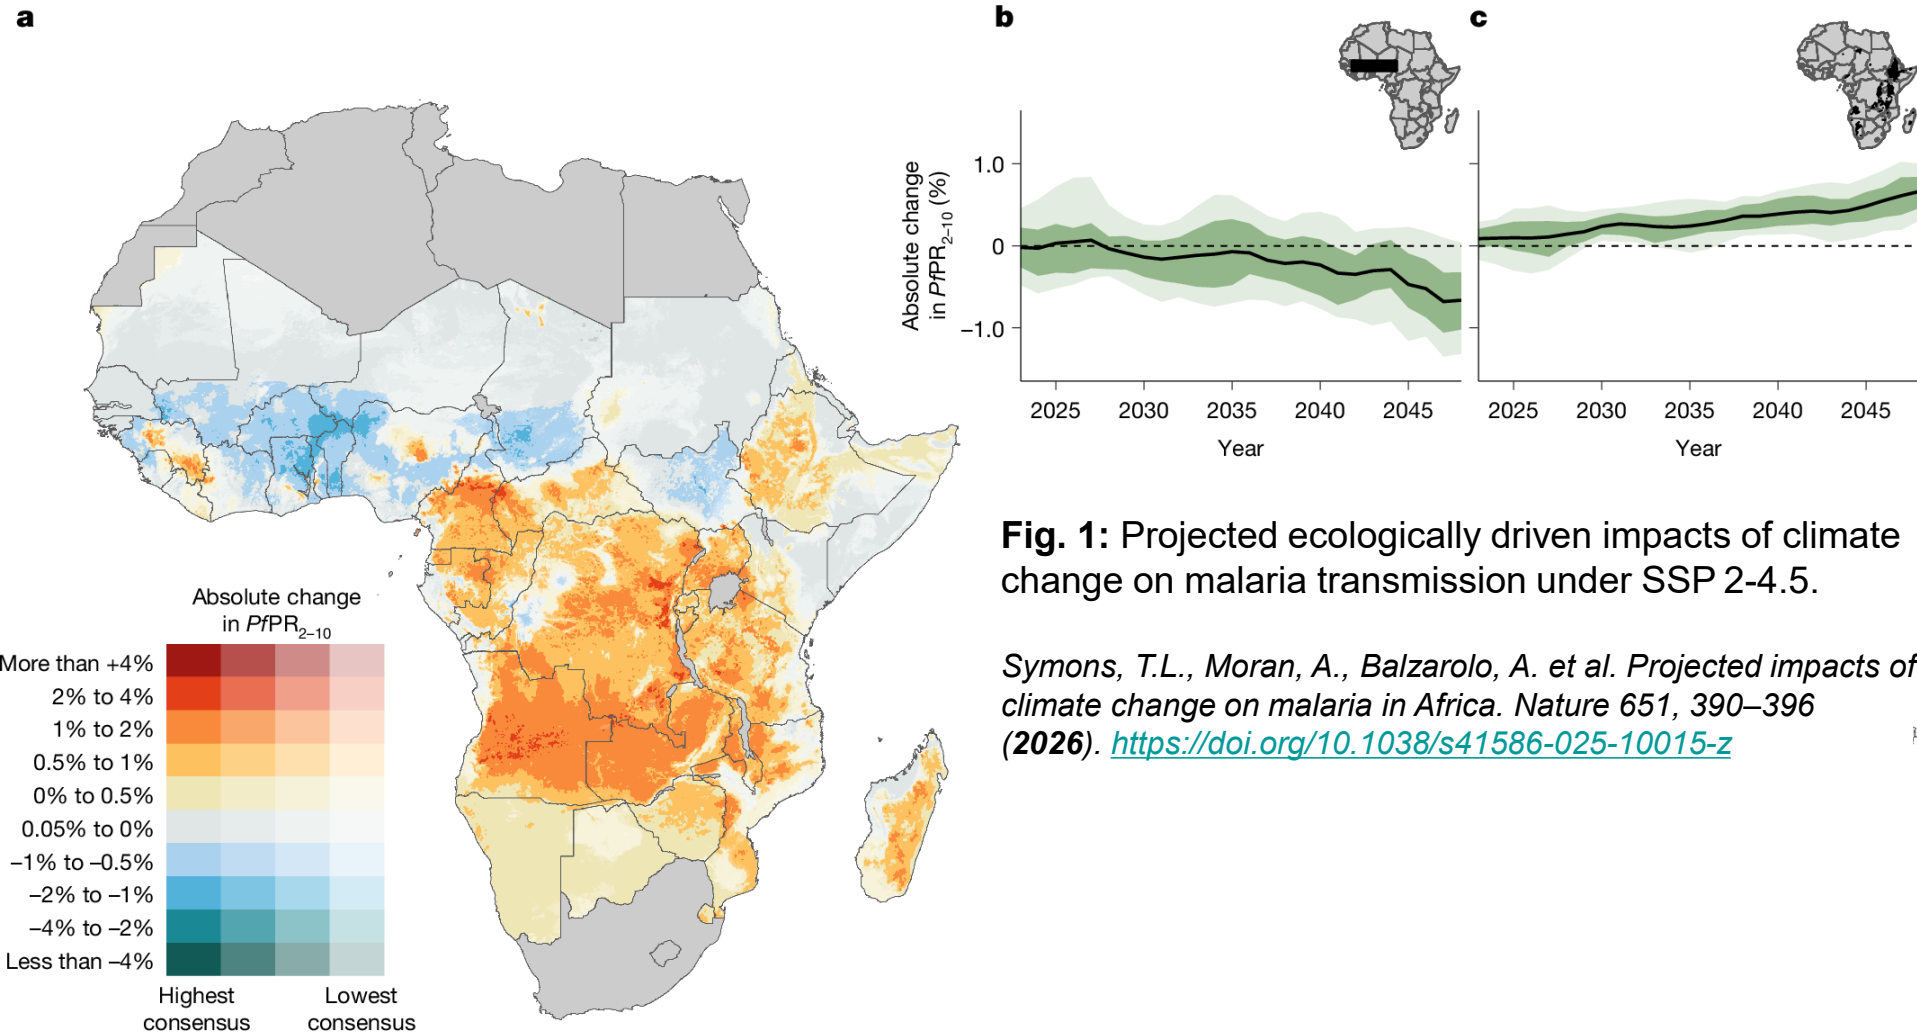 a
Absolute change
in PfPR2–10
More than +4%
2% to 4%
1% to 2%
0.5% to 1%
0% to 0.5%
0.05% to 0%
–1% to –0.5%
–2% to –1%
–4% to –2%
Less than –4%
Highest
consensus
Lowest
consensus
b
Absolute change
in PfPR2–10 (%)
1.0
0
–1.0
2025 2030 2035 2040 2045
Year
c
2025 2030 2035 2040 2045
Year
Fig. 1: Projected ecologically driven impacts of climate
change on malaria transmission under SSP 2-4.5.
Symons, T.L., Moran, A., Balzarolo, A. et al. Projected impacts of
climate change on malaria in Africa. Nature 651, 390–396
(2026). https://doi.org/10.1038/s41586-025-10015-z